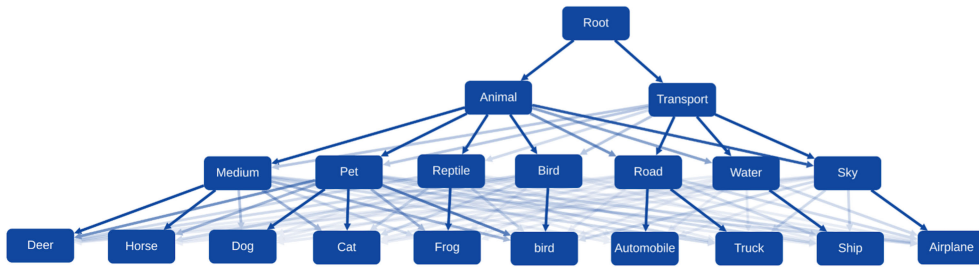 Root
Animal
Transport
Medium
Pet
Reptile
Bird
Road
Water
Sky
Deer
Horse
Dog
Cat
Frog
bird
Automobile
Truck
Ship
Airplane